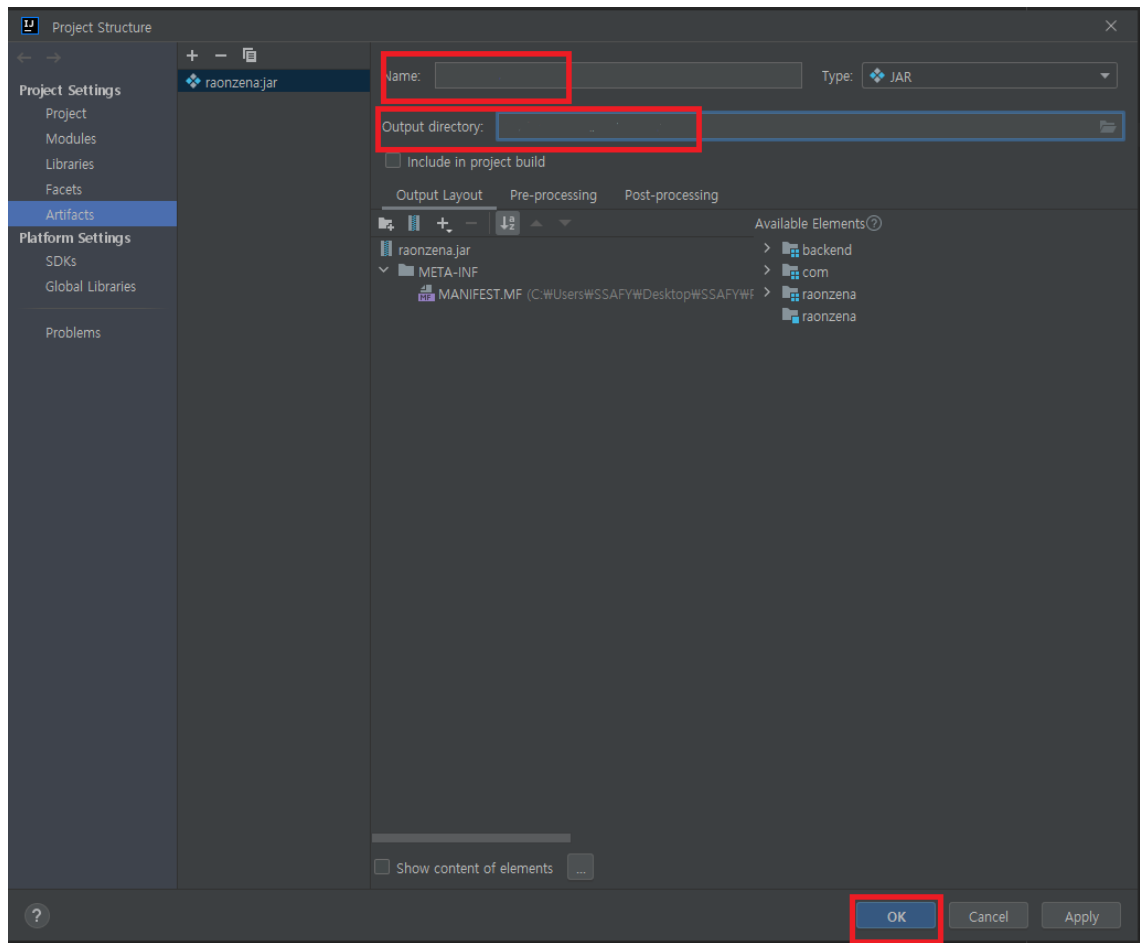 IJ
Project Structure
Project Settings
Project
Modules
Libraries
Facets
Artifacts
Platform Settings
SDKs
Global Libraries
Problems
raonzena:jar
Name:
Type:
JAR
Output directory:
Include in project build
Output Layout
Pre-processing
Post-processing
Available Elements
?
raonzena.jar
META-INF
MF
MANIFEST.MF (C:₩Users₩SSAFY₩Desktop₩SSAFY₩
backend
com
raonzena
raonzena
Show content of elements
...
?
OK
Cancel
Apply